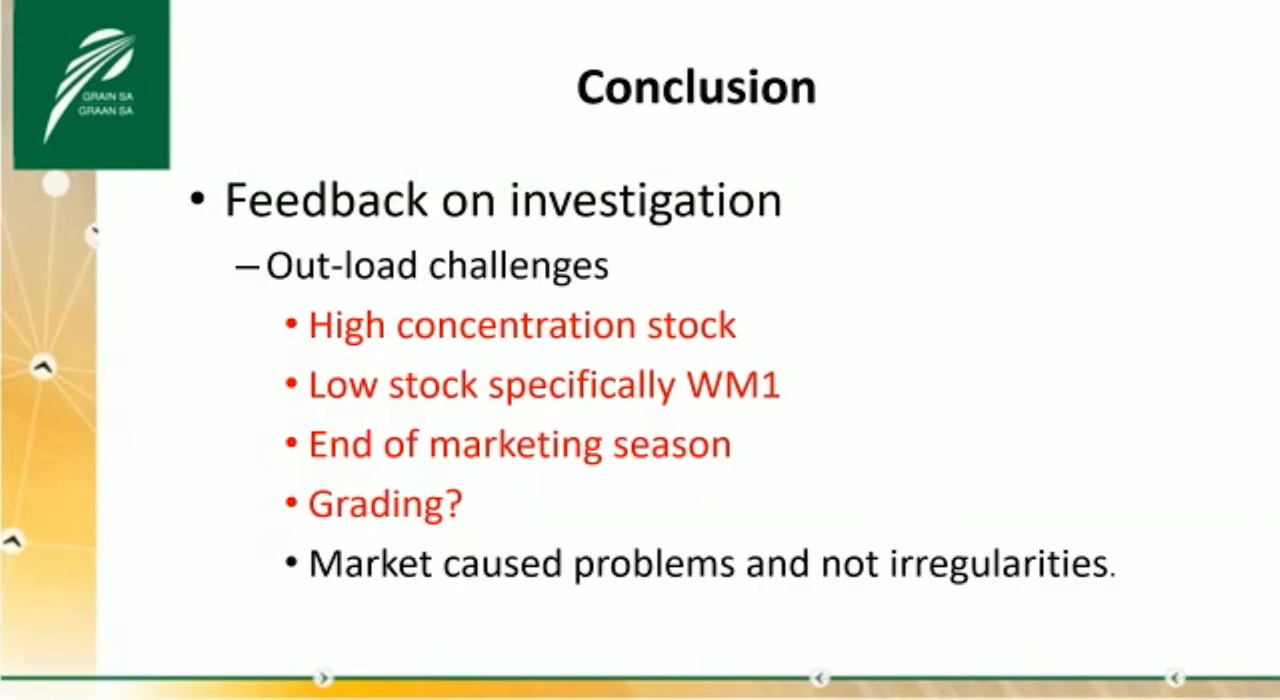 GRAIN SA
GRAAN SA
Conclusion
• Feedback on investigation
– Out-load challenges
• High concentration stock
• Low stock specifically WM1
• End of marketing season
• Grading?
• Market caused problems and not irregularities.